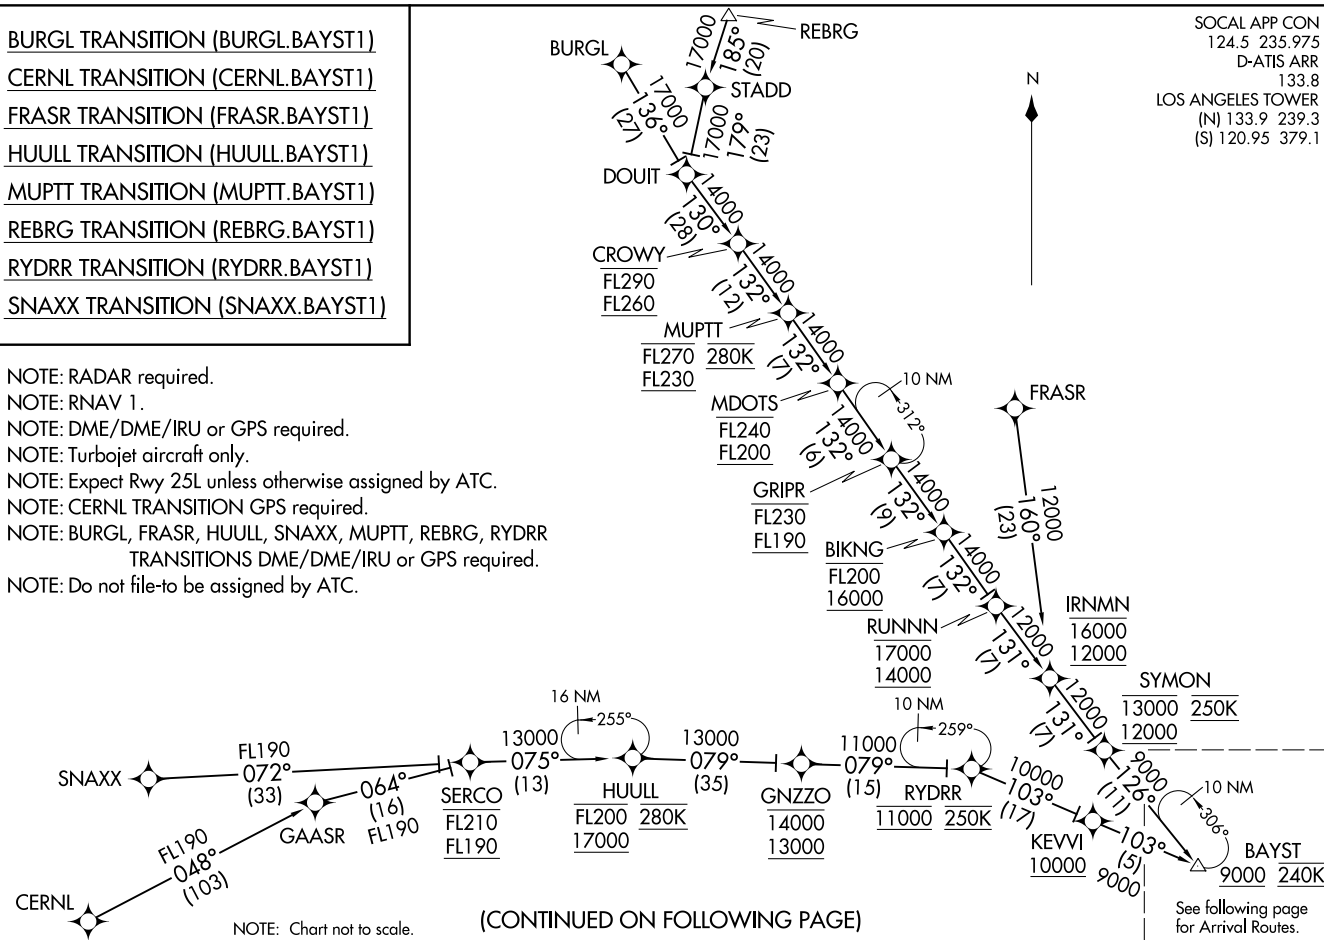 BURGL TRANSITION (BURGL.BAYST1)
CERNL TRANSITION (CERNL.BAYST1)
FRASR TRANSITION (FRASR.BAYST1)
HUULL TRANSITION (HUULL.BAYST1)
MUPTT TRANSITION (MUPTT.BAYST1)
REBRG TRANSITION (REBRG.BAYST1)
RYDRR TRANSITION (RYDRR.BAYST1)
SNAXX TRANSITION (SNAXX.BAYST1)
SOCAL APP CON
124.5 235.975
D-ATIS ARR
133.8
LOS ANGELES TOWER
(N) 133.9 239.3
(S) 120.95 379.1
N
NOTE: RADAR required.
NOTE: RNAV 1.
NOTE: DME/DME/IRU or GPS required.
NOTE: Turbojet aircraft only.
NOTE: Expect Rwy 25L unless otherwise assigned by ATC.
NOTE: CERNL TRANSITION GPS required.
NOTE: BURGL, FRASR, HUULL, SNAXX, MUPTT, REBRG, RYDRR
TRANSITIONS DME/DME/IRU or GPS required.
NOTE: Do not file-to be assigned by ATC.
REBRG
17000
185°
(20)
STADD
17000
179°
(23)
BURGL
17000
136°
(27)
DOUIT
14000
130°
(28)
CROWY
FL290
FL260
14000
132°
(12)
MUPTT
FL270 280K
FL230
14000
132°
(7)
MDOTS
FL240
FL200
14000
132°
(6)
10 NM
312°
GRIPR
FL230
FL190
14000
132°
(9)
BIKNG
FL200
16000
14000
132°
(7)
RUNNN
17000
14000
12000
131°
(7)
FRASR
12000
160°
(23)
IRNMN
16000
12000
12000
131°
(7)
SYMON
13000 250K
12000
9000
126°
(11)
10 NM
306°
BAYST
9000 240K
See following page
for Arrival Routes.
SNAXX
FL190
072°
(33)
CERNL
FL190
048°
(103)
GAASR
064°
(16)
FL190
SERCO
FL210
FL190
13000
075°
(13)
16 NM
255°
HUULL
FL200 280K
17000
13000
079°
(35)
GNZZO
14000
13000
11000
079°
(15)
10 NM
259°
RYDRR
11000 250K
10000
103°
(17)
KEVVI
10000
103°
(5)
9000
NOTE: Chart not to scale.
(CONTINUED ON FOLLOWING PAGE)